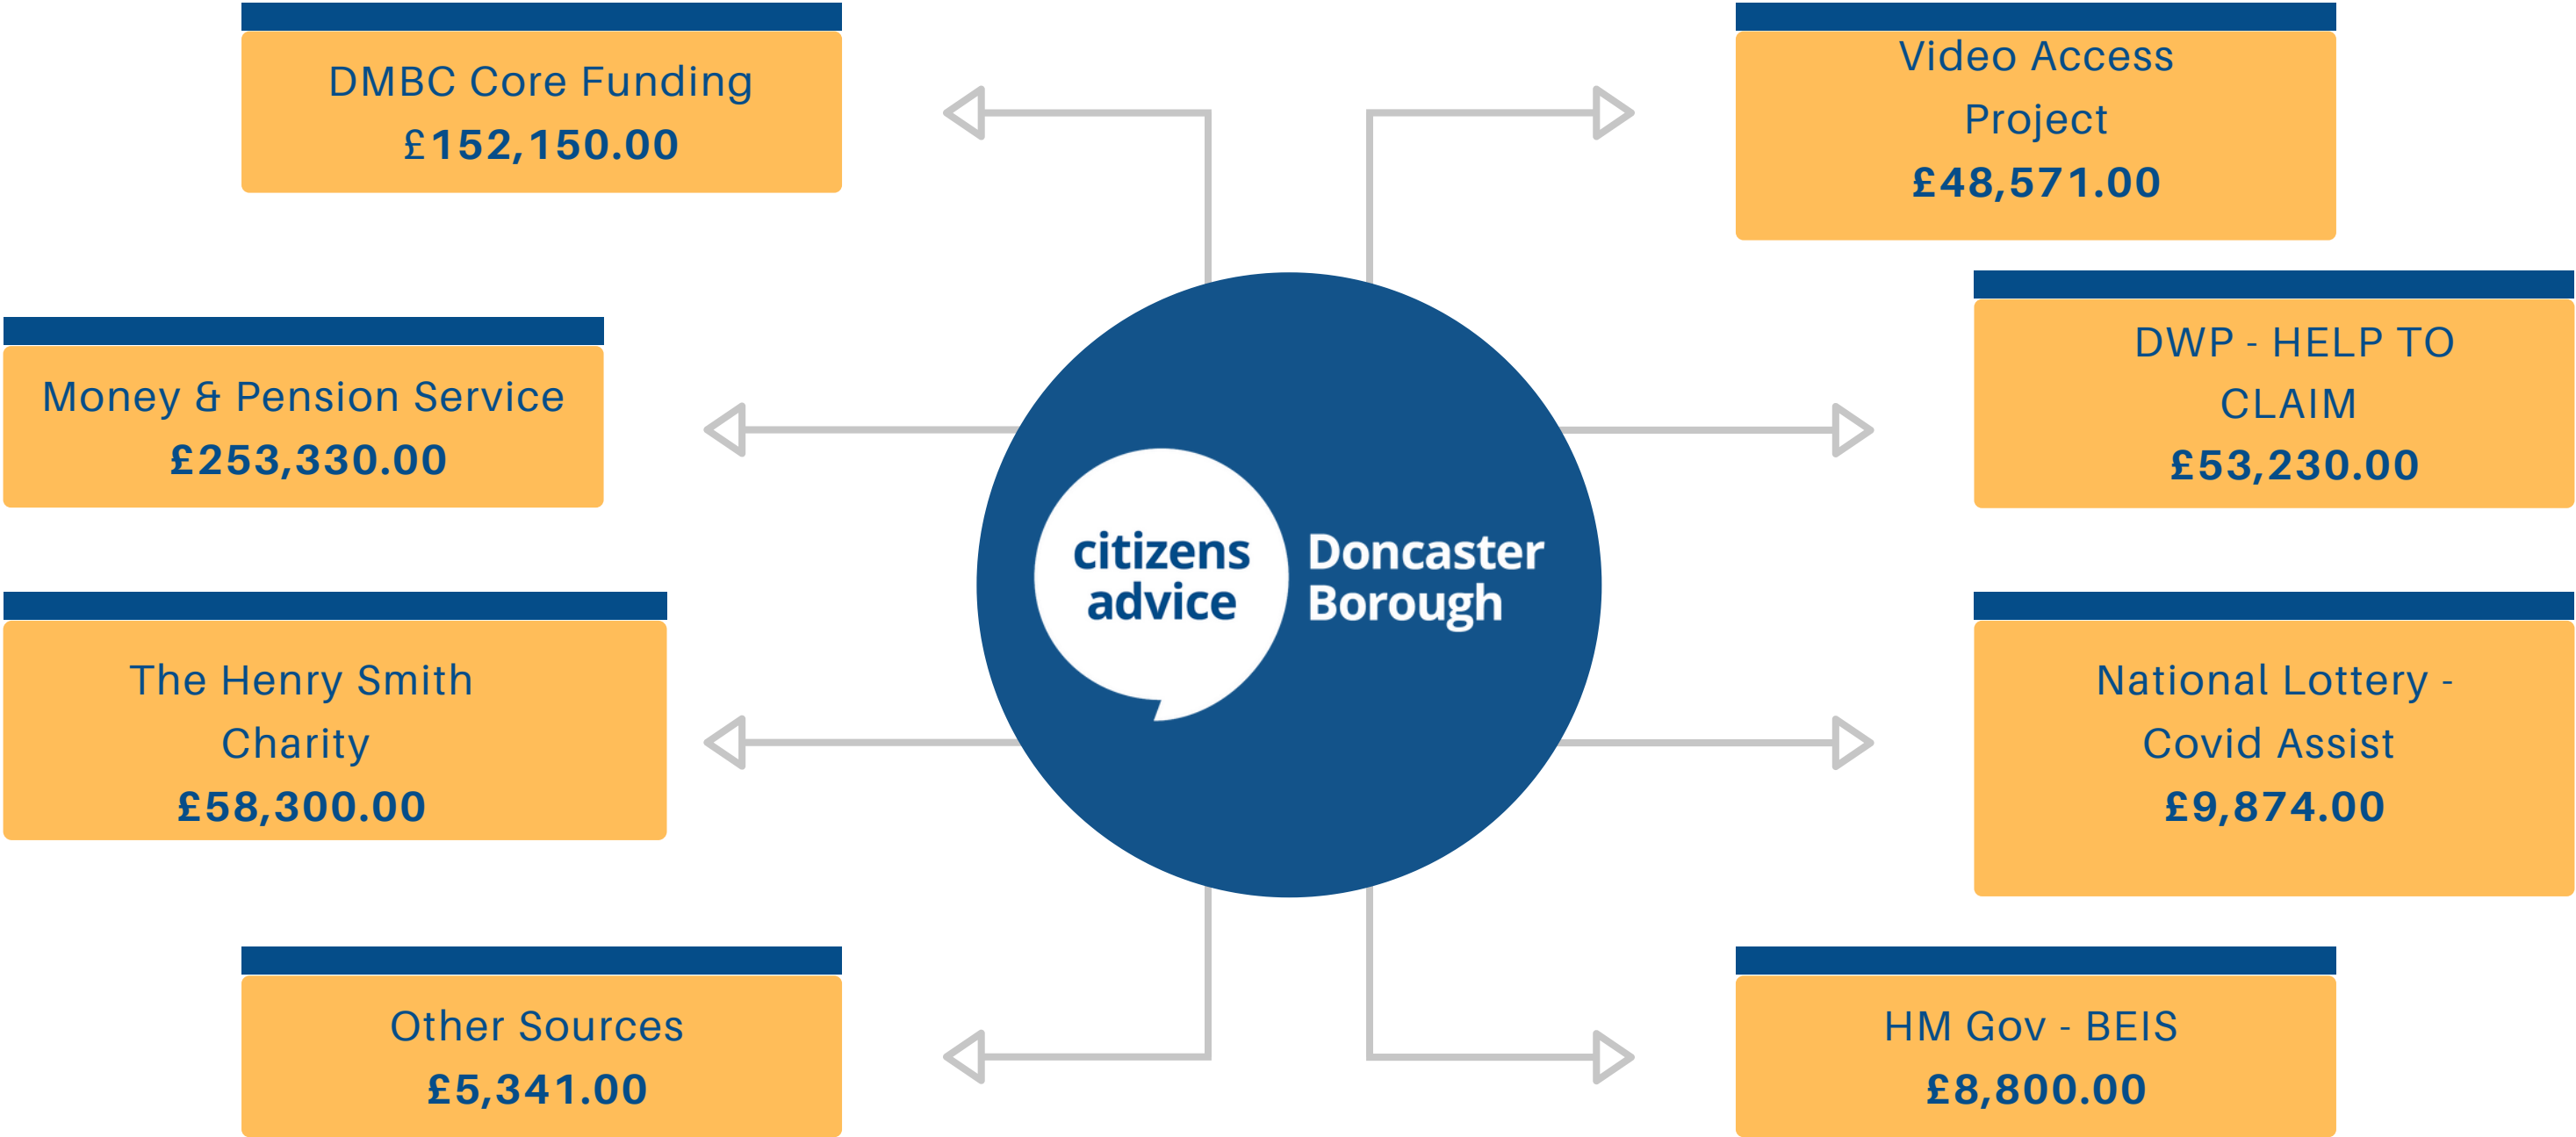 DMBC Core Funding
£152,150.00
Video Access
Project
£48,571.00
Money & Pension Service
£253,330.00
DWP - HELP TO
CLAIM
£53,230.00
citizens
advice
Doncaster
Borough
The Henry Smith
Charity
£58,300.00
National Lottery -
Covid Assist
£9,874.00
Other Sources
£5,341.00
HM Gov - BEIS
£8,800.00